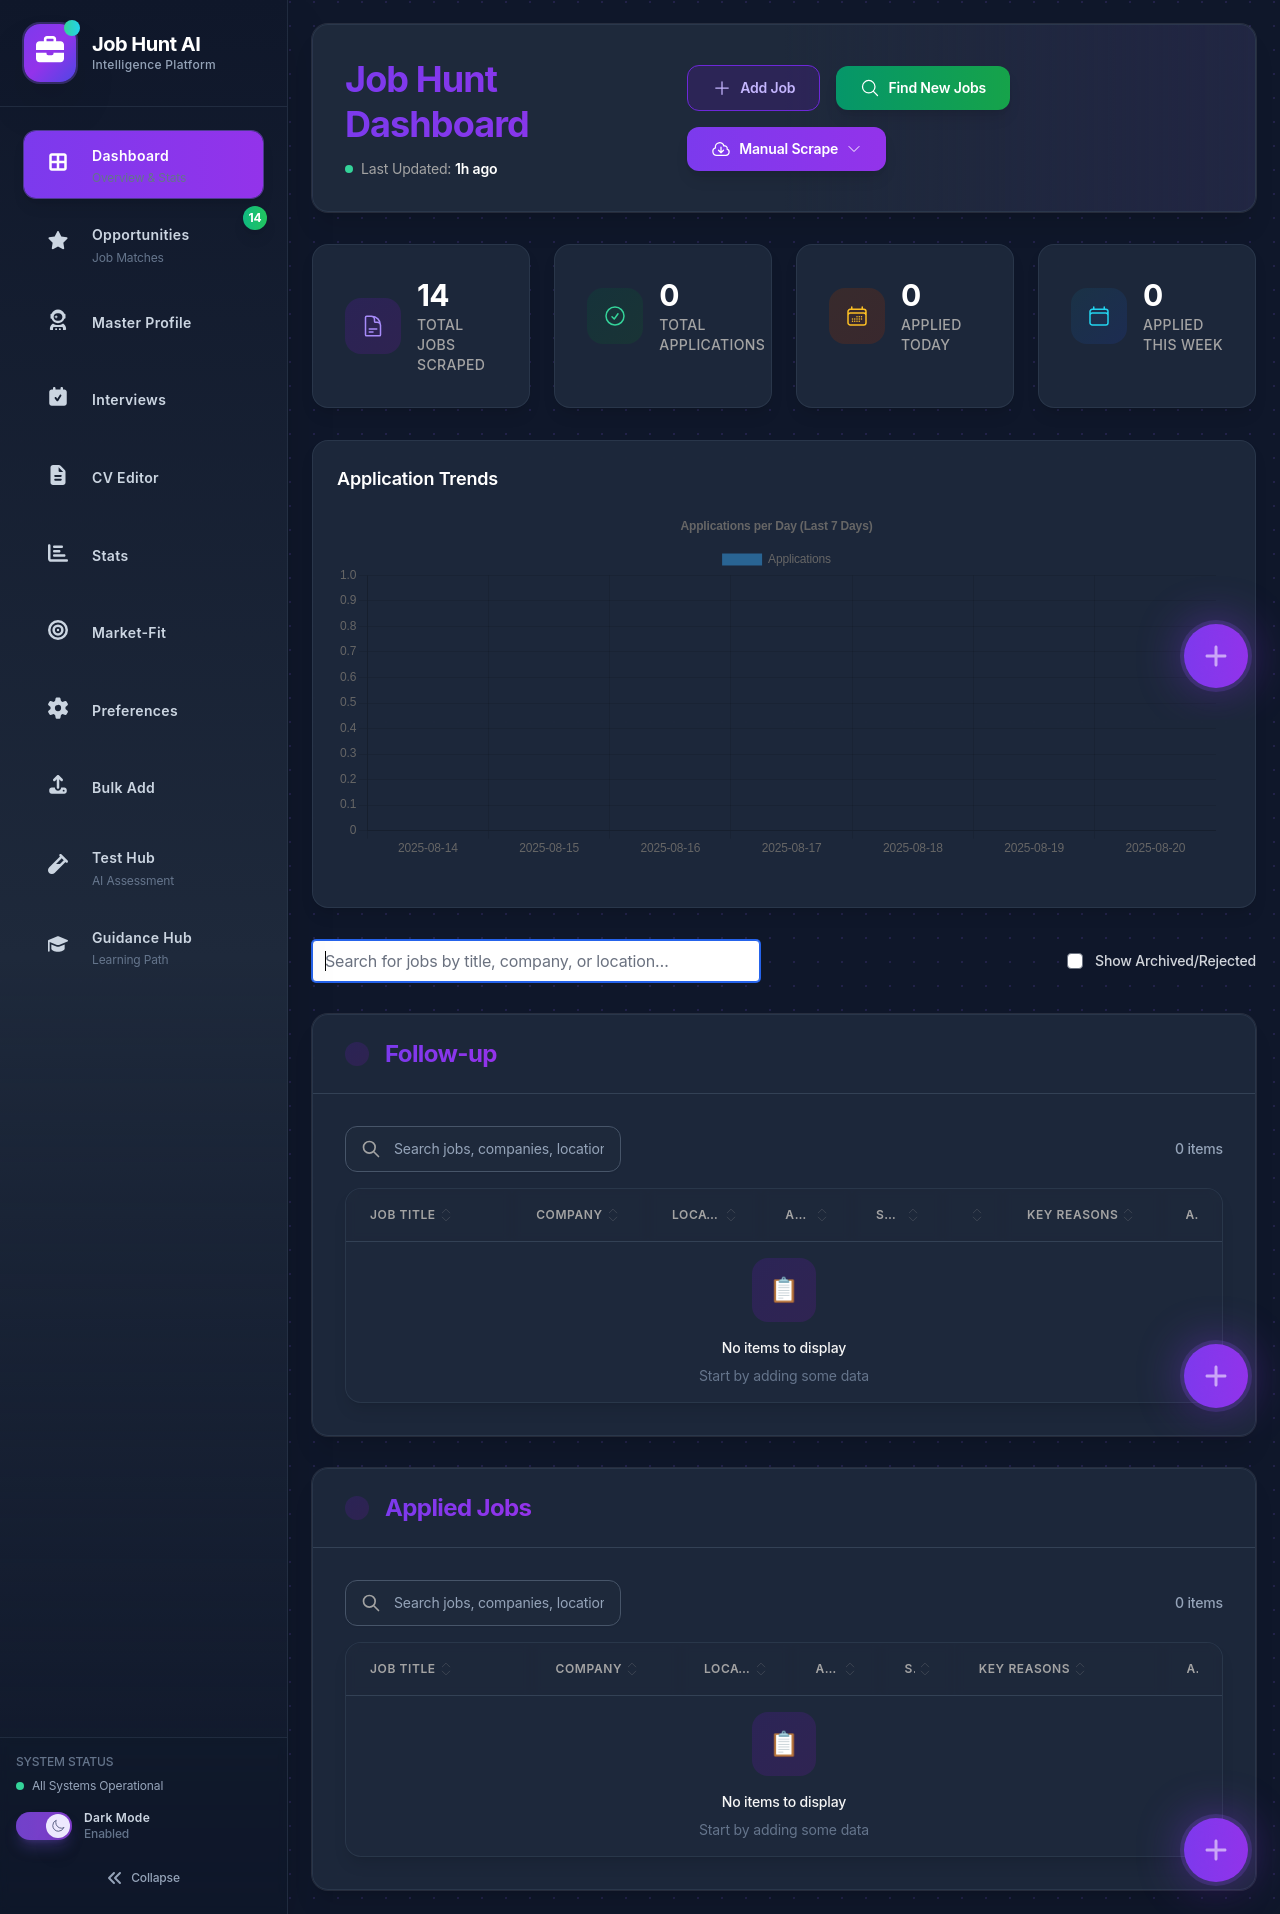 Job Hunt AI
Intelligence Platform
Dashboard
Overview & Stats
14
Opportunities
Job Matches
Master Profile
Interviews
CV Editor
Stats
Market-Fit
Preferences
Bulk Add
Test Hub
AI Assessment
Guidance Hub
Learning Path
SYSTEM STATUS
All Systems Operational
Dark Mode
Enabled
Collapse
Job Hunt
Dashboard
Last Updated: 1h ago
Add Job
Find New Jobs
Manual Scrape
14
TOTAL
JOBS
SCRAPED
0
TOTAL
APPLICATIONS
0
APPLIED
TODAY
0
APPLIED
THIS WEEK
Application Trends
Applications per Day (Last 7 Days)
Applications
1.0
0.9
0.8
0.7
0.6
0.5
0.4
0.3
0.2
0.1
0
2025-08-14 2025-08-15 2025-08-16 2025-08-17 2025-08-18 2025-08-19 2025-08-20
Search for jobs by title, company, or location...
Show Archived/Rejected
Follow-up
Search jobs, companies, location
0 items
JOB TITLE COMPANY LOCA... A... S... KEY REASONS A.
No items to display
Start by adding some data
Applied Jobs
Search jobs, companies, location
0 items
JOB TITLE COMPANY LOCA... A... S. KEY REASONS A.
No items to display
Start by adding some data